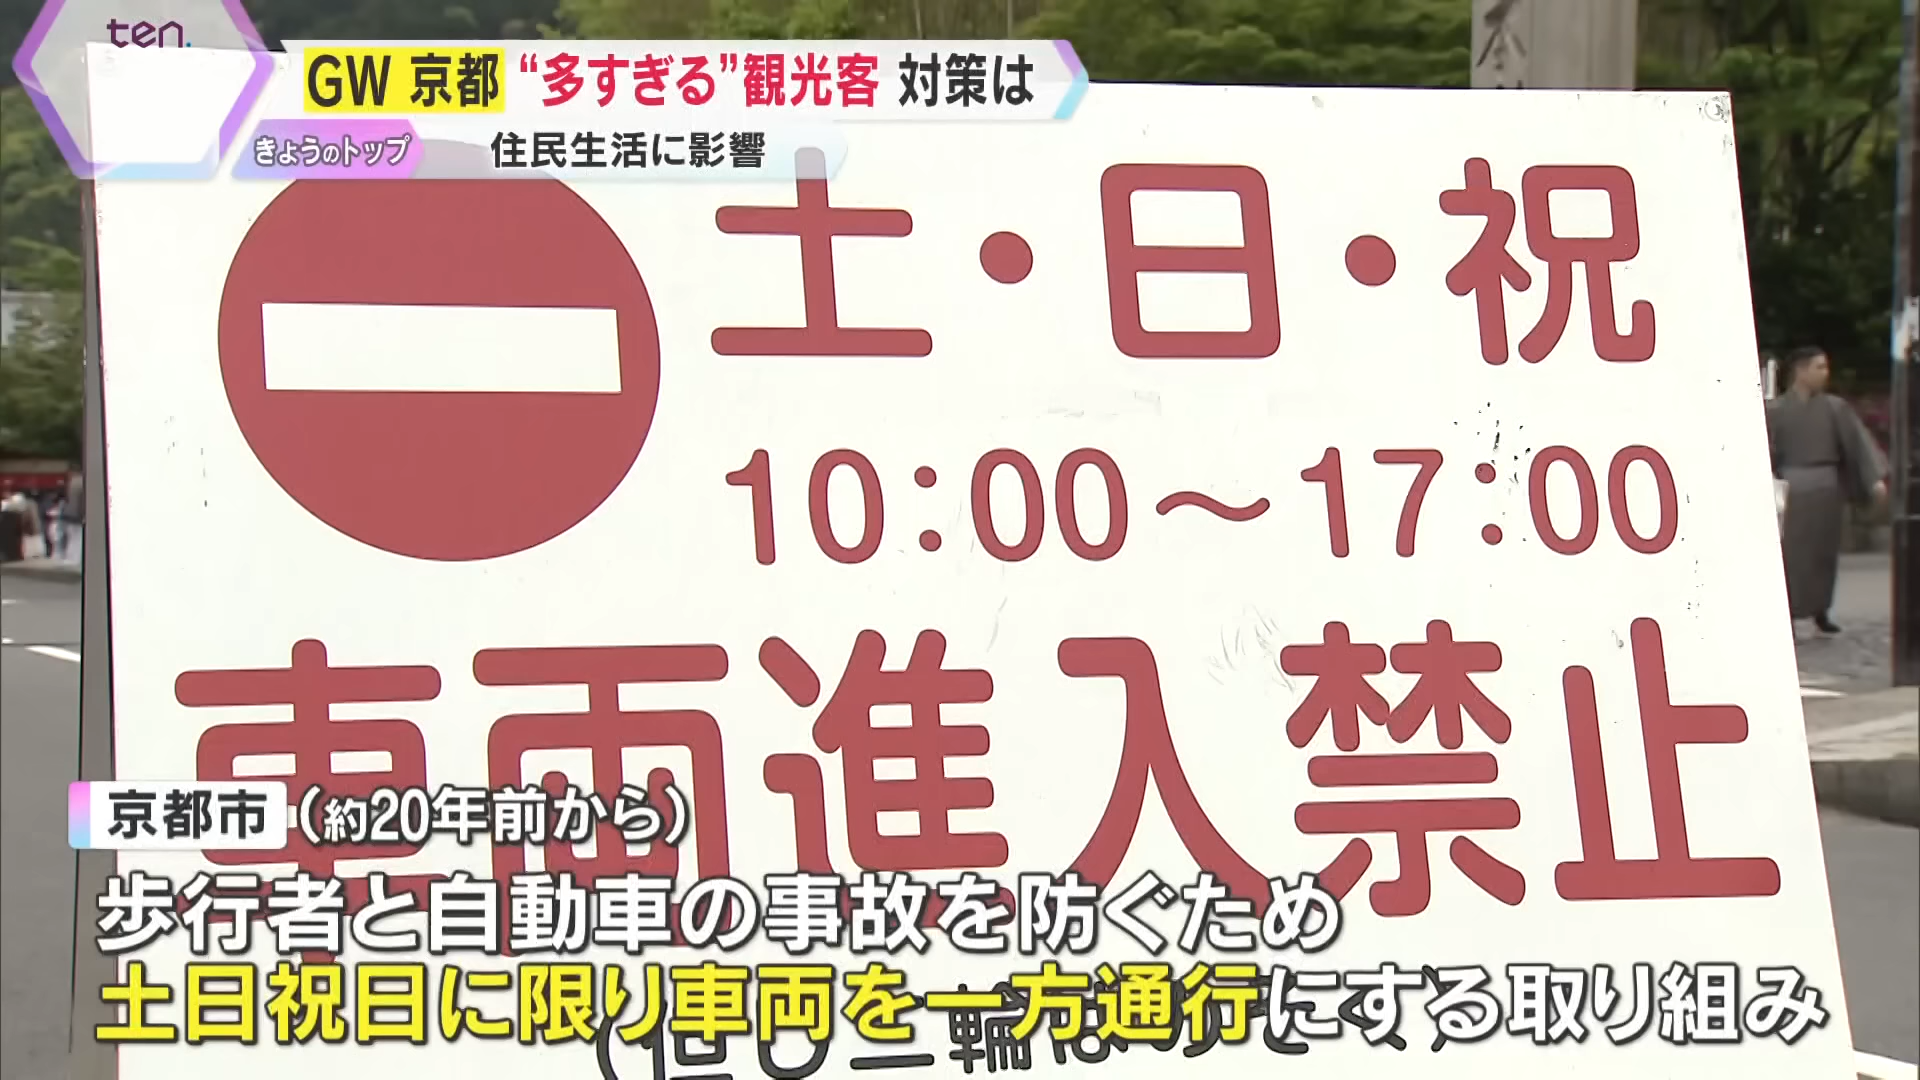 ten.
GW 京都 “多すぎる”観光客 対策は
きょうのトップ
住民生活に影響
土・日・祝
10:00～17:00
車両進入禁止
京都市 (約20年前から)
歩行者と自動車の事故を防ぐため
土日祝日に限り車両を一方通行にする取り組み